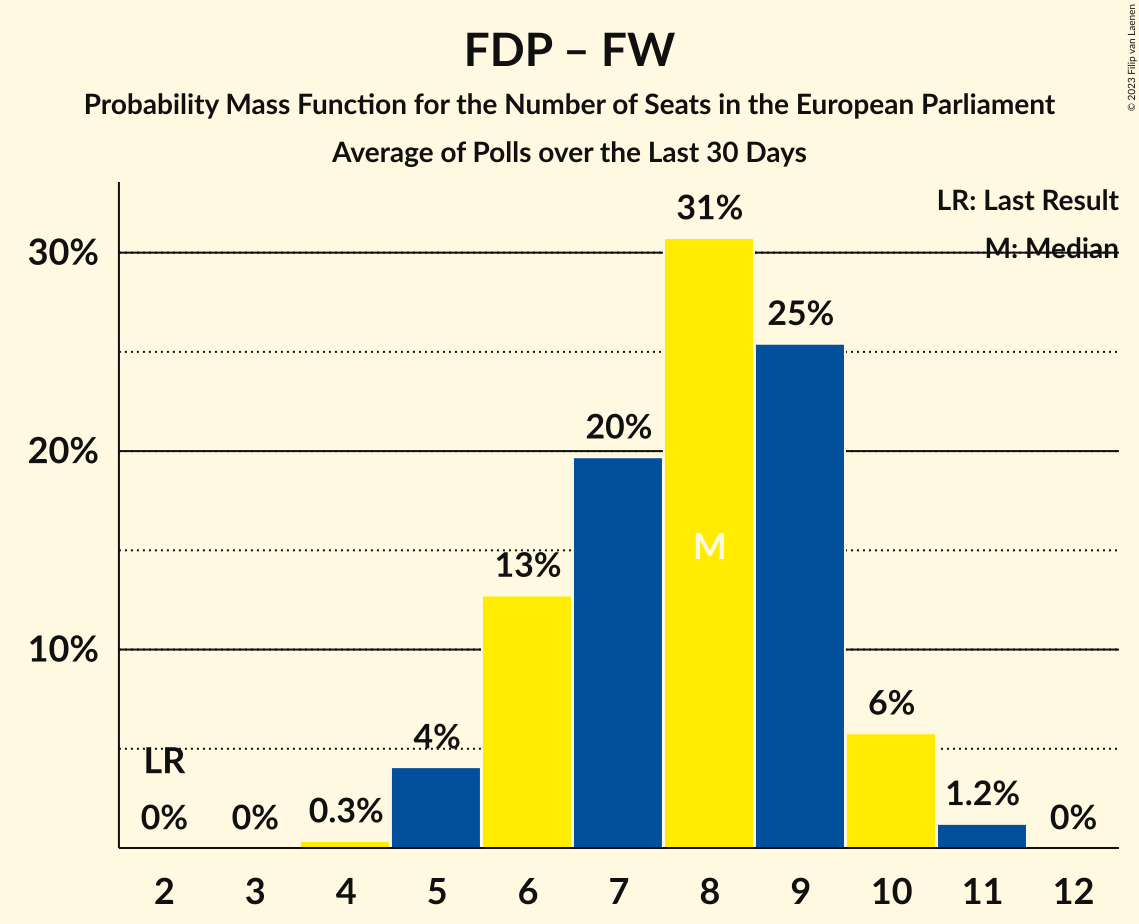 FDP – FW
Probability Mass Function for the Number of Seats in the European Parliament
Average of Polls over the Last 30 Days
© 2023 Filip van Laenen
LR: Last Result
M: Median
31%
30%
25%
20%
20%
13%
M
10%
6%
4%
LR
1.2%
0.3%
0%
0%
0%
2 3 4 5 6 7 8 9 10 11 12